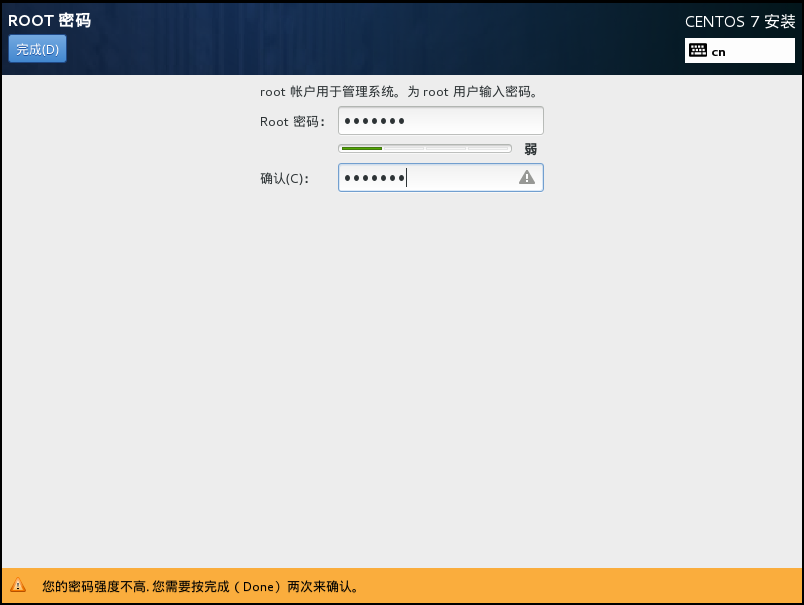 ROOT 密码
CENTOS 7 安装
完成(D)
cn
root 帐户用于管理系统。为 root 用户输入密码。
Root 密码：
•••••••
弱
确认(C)：
•••••••
您的密码强度不高. 您需要按完成（Done）两次来确认。